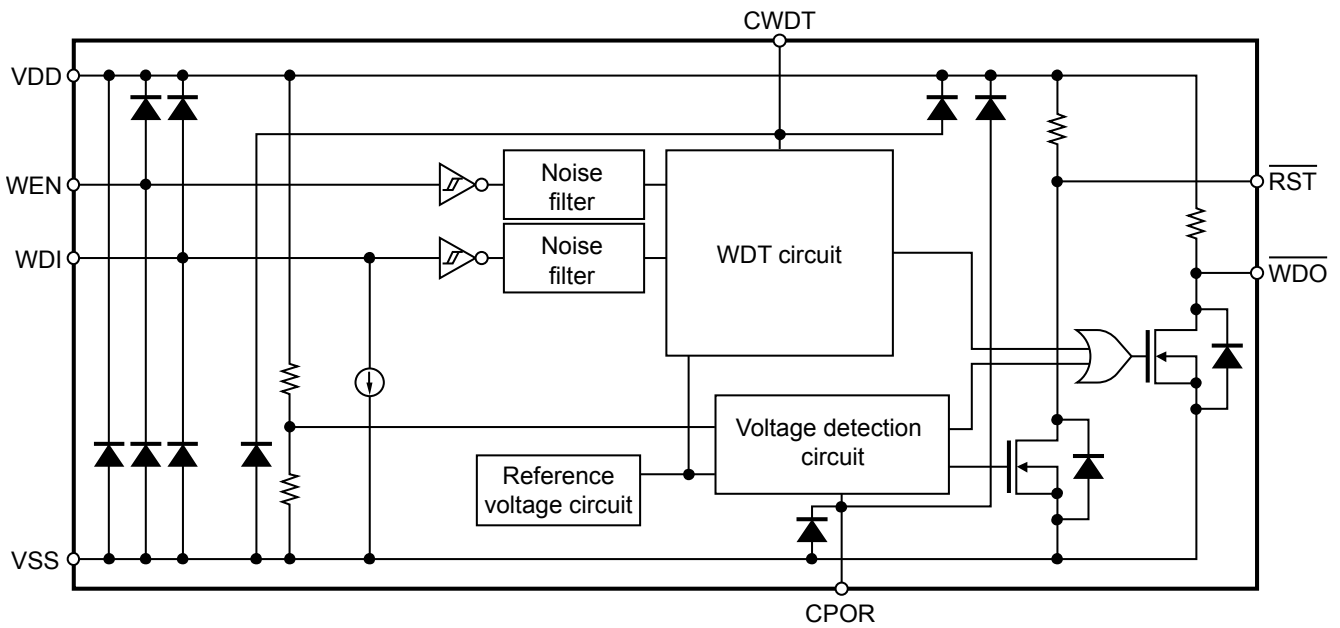 CWDT
VDD
WEN
Noise
filter
RST
WDI
Noise
filter
WDT circuit
WDO
Voltage detection
circuit
Reference
voltage circuit
VSS
CPOR